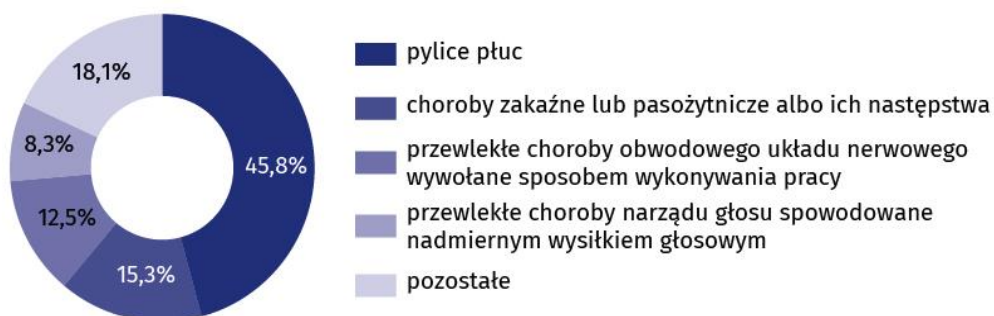 18,1%
8,3%
12,5%
15,3%
45,8%
pylice płuc
choroby zakaźne lub pasożytnicze albo ich następstwa
przewlekłe choroby obwodowego układu nerwowego
wywołane sposobem wykonywania pracy
przewlekłe choroby narządu głosu spowodowane
nadmiernym wysiłkiem głosowym
pozostałe